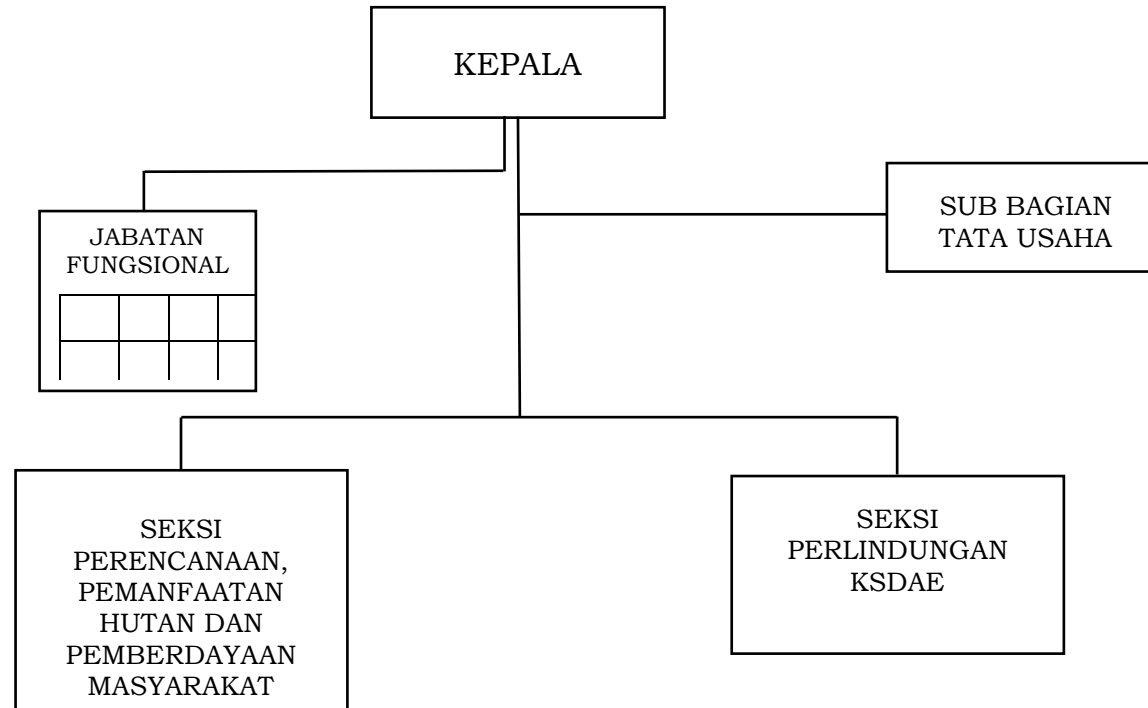 KEPALA
SUB BAGIAN
TATA USAHA
JABATAN
FUNGSIONAL
SEKSI
PERENCANAAN,
PEMANFAATAN
HUTAN DAN
PEMBERDAYAAN
MASYARAKAT
SEKSI
PERLINDUNGAN
KSDAE